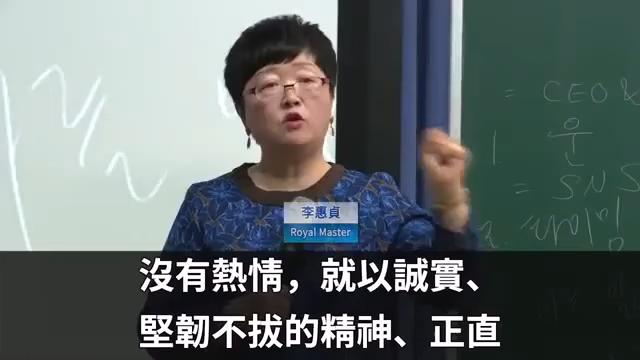 = CEO &
1
= SNS
李惠貞
Royal Master
沒有熱情，就以誠實、
堅韌不拔的精神、正直